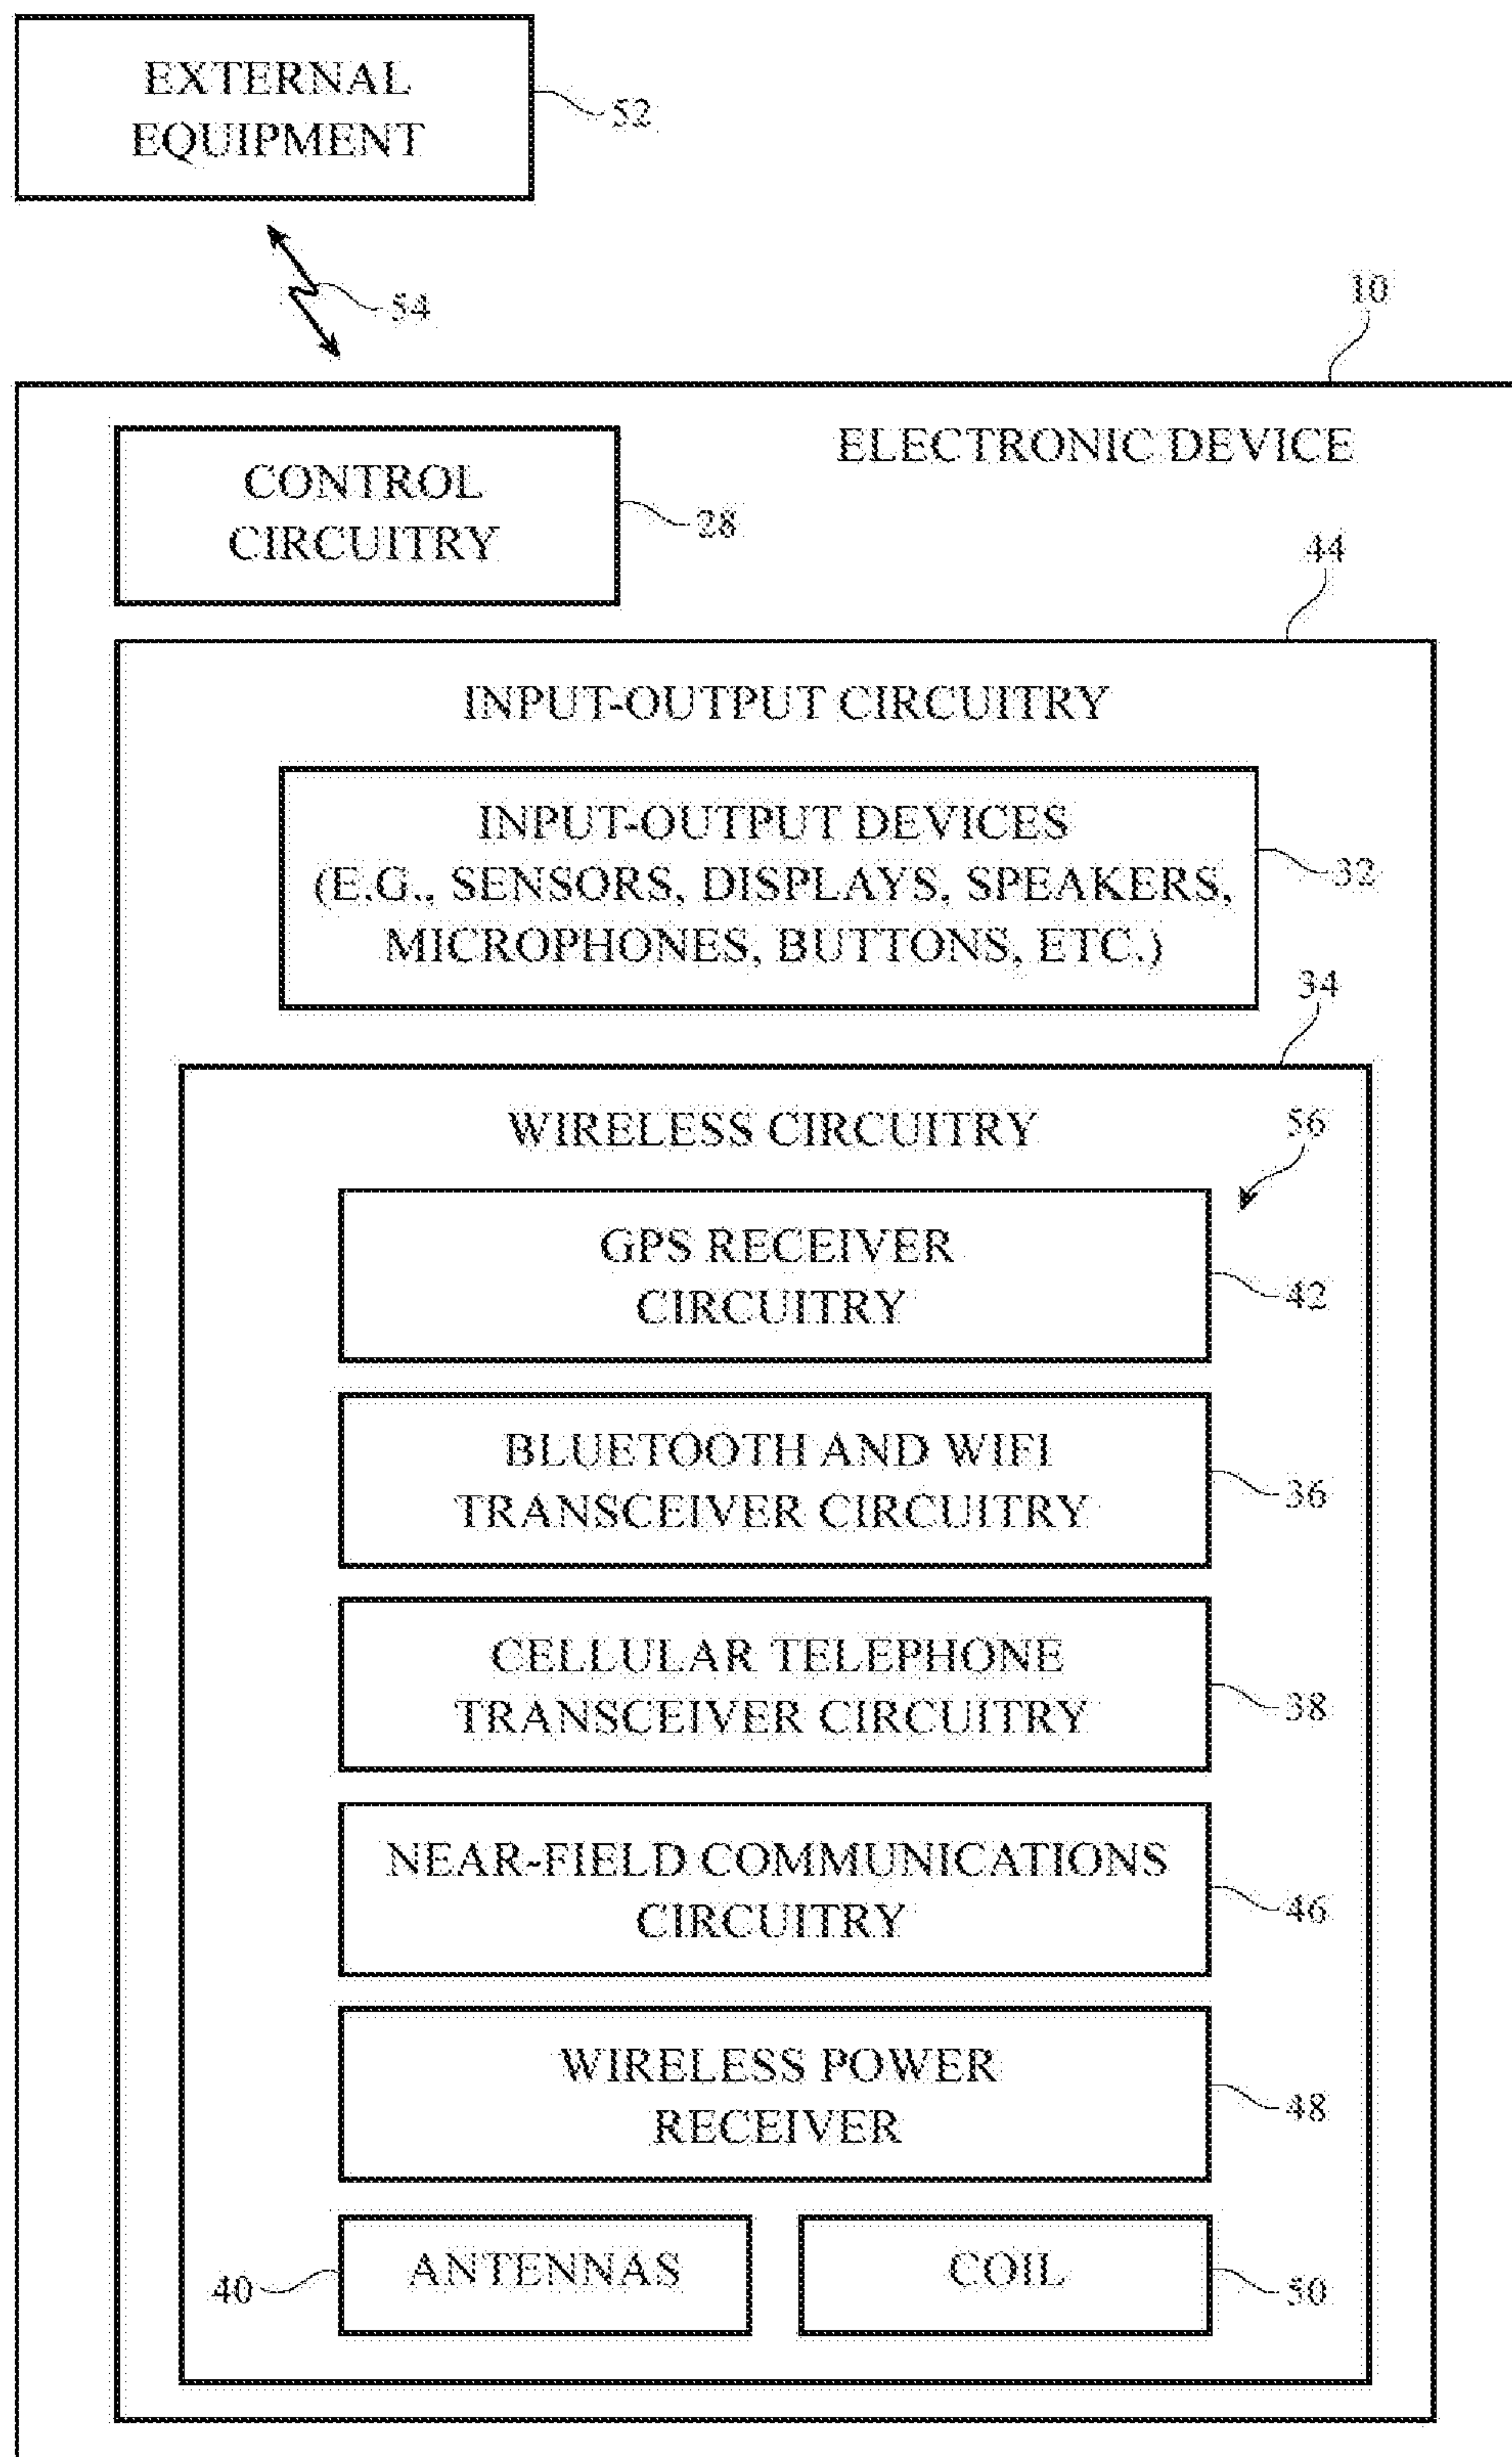 EXTERNAL
EQUIPMENT
52
54
10
ELECTRONIC DEVICE
CONTROL
CIRCUITRY
28
44
INPUT-OUTPUT CIRCUITRY
INPUT-OUTPUT DEVICES
(E.G., SENSORS, DISPLAYS, SPEAKERS,
MICROPHONES, BUTTONS, ETC.)
32
34
WIRELESS CIRCUITRY
56
GPS RECEIVER
CIRCUITRY
42
BLUETOOTH AND WIFI
TRANSCEIVER CIRCUITRY
36
CELLULAR TELEPHONE
TRANSCEIVER CIRCUITRY
38
NEAR-FIELD COMMUNICATIONS
CIRCUITRY
46
WIRELESS POWER
RECEIVER
48
40
ANTENNAS
COIL
50